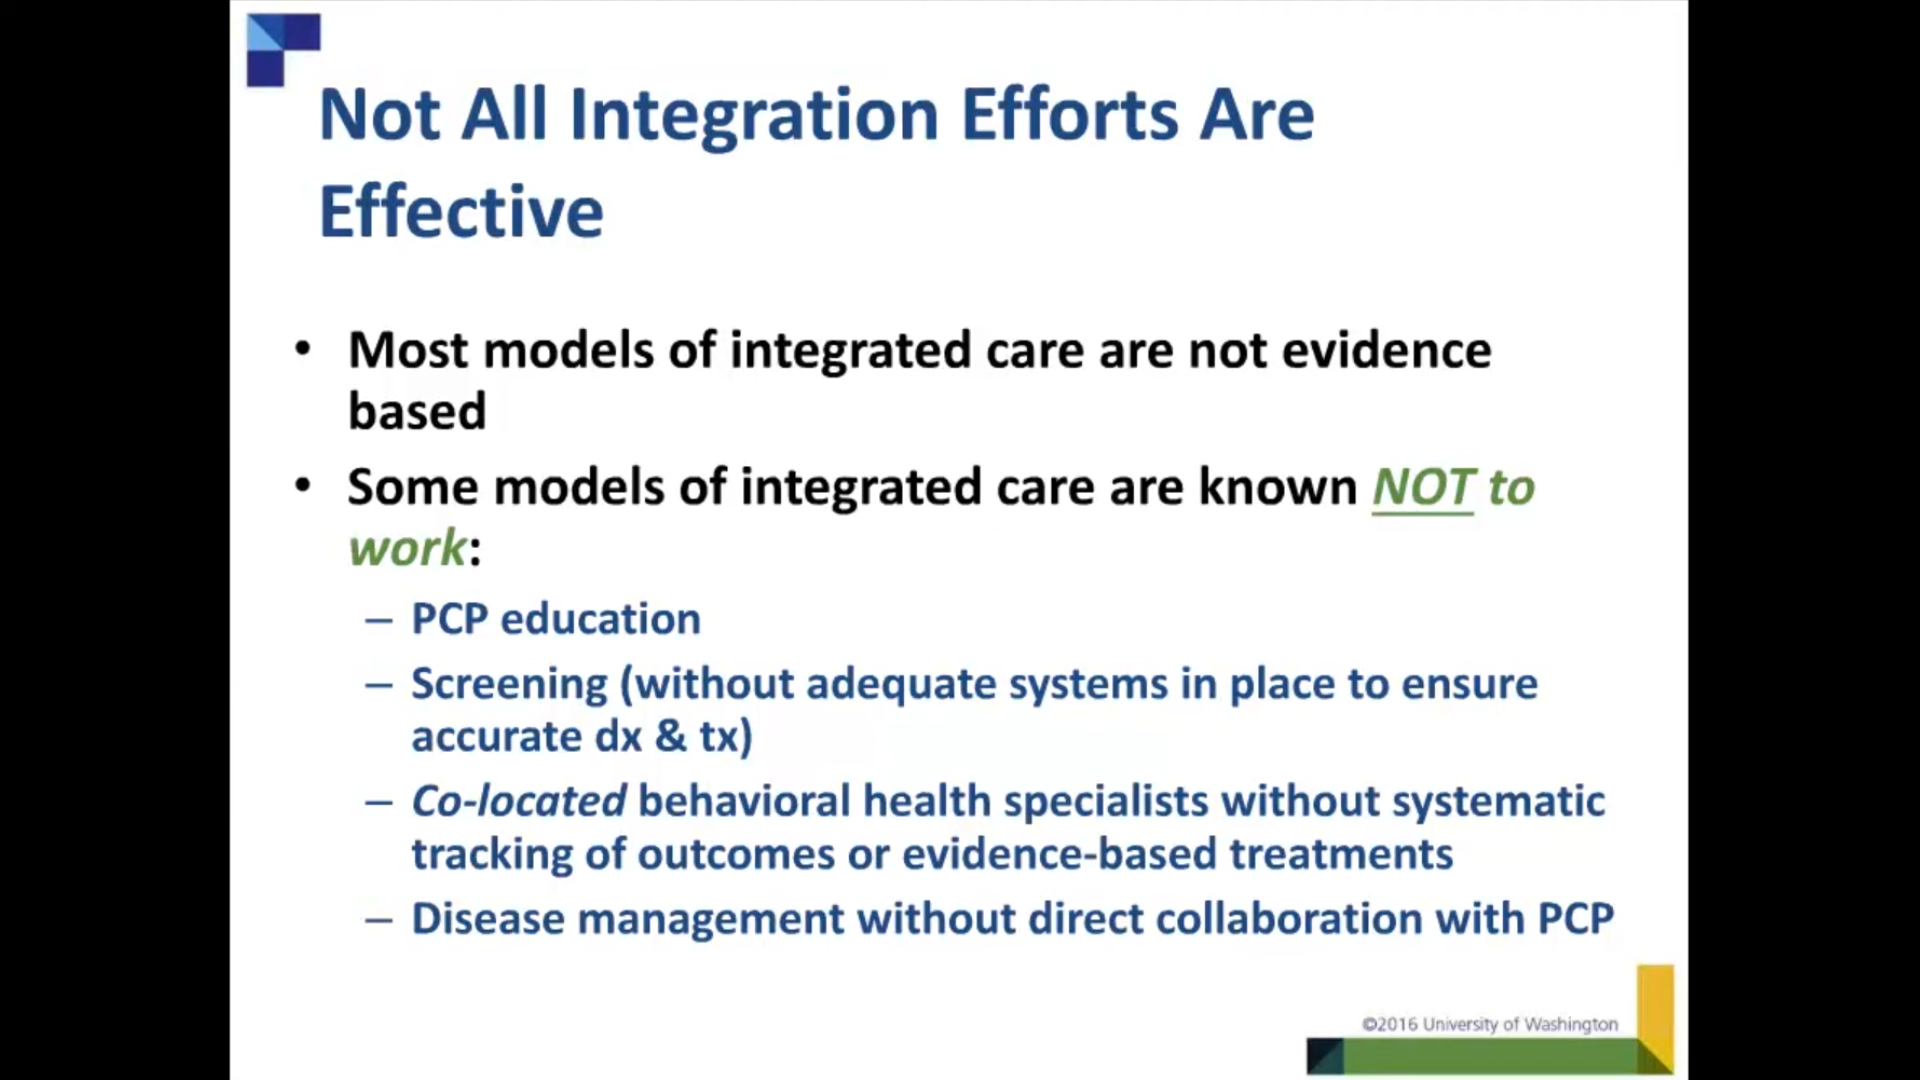 Not All Integration Efforts Are
Effective
• Most models of integrated care are not evidence
based
• Some models of integrated care are known NOT to
work:
– PCP education
– Screening (without adequate systems in place to ensure
accurate dx & tx)
– Co-located behavioral health specialists without systematic
tracking of outcomes or evidence-based treatments
– Disease management without direct collaboration with PCP
©2016 University of Washington